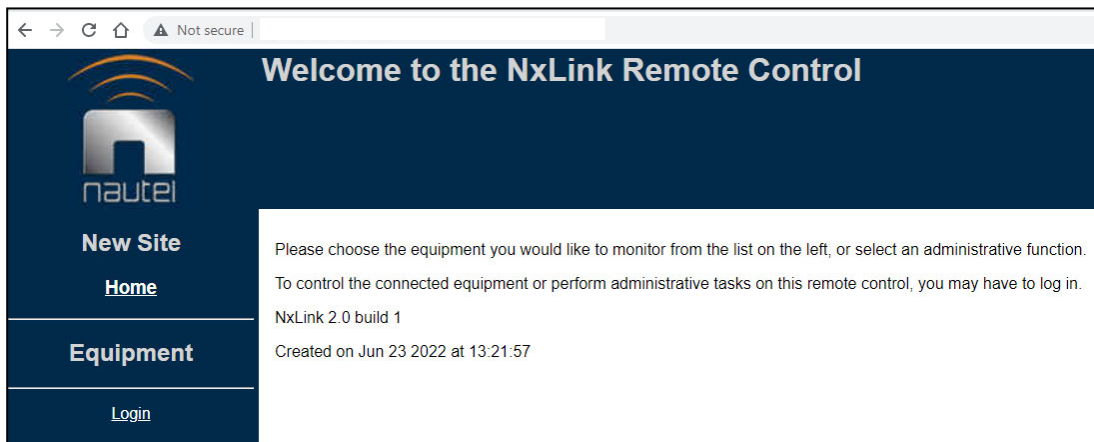 Not secure
Welcome to the NxLink Remote Control
nautel
New Site
Home
Equipment
Login
Please choose the equipment you would like to monitor from the list on the left, or select an administrative function.
To control the connected equipment or perform administrative tasks on this remote control, you may have to log in.
NxLink 2.0 build 1
Created on Jun 23 2022 at 13:21:57